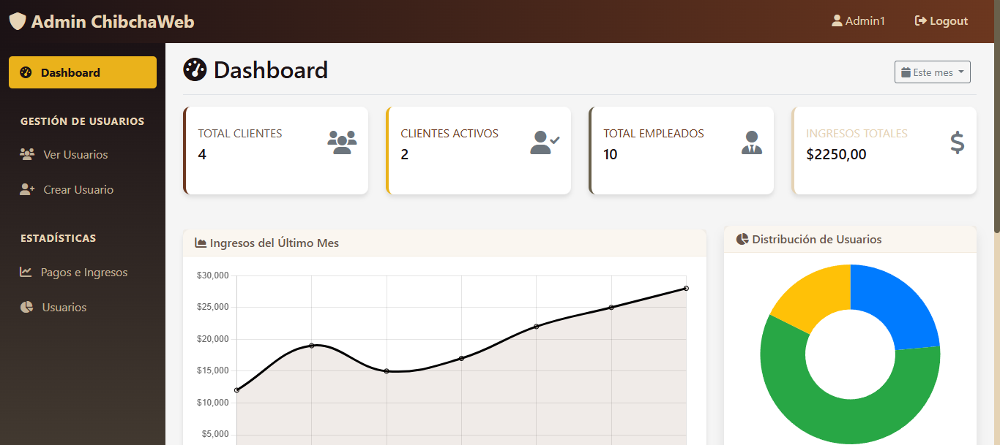 Admin ChibchaWeb
Admin1
Logout
Dashboard
GESTIÓN DE USUARIOS
Ver Usuarios
Crear Usuario
ESTADÍSTICAS
Pagos e Ingresos
Usuarios
Dashboard
Este mes
TOTAL CLIENTES
4
CLIENTES ACTIVOS
2
TOTAL EMPLEADOS
10
INGRESOS TOTALES
$2250,00
Ingresos del Último Mes
$30,000
$25,000
$20,000
$15,000
$10,000
$5,000
Distribución de Usuarios